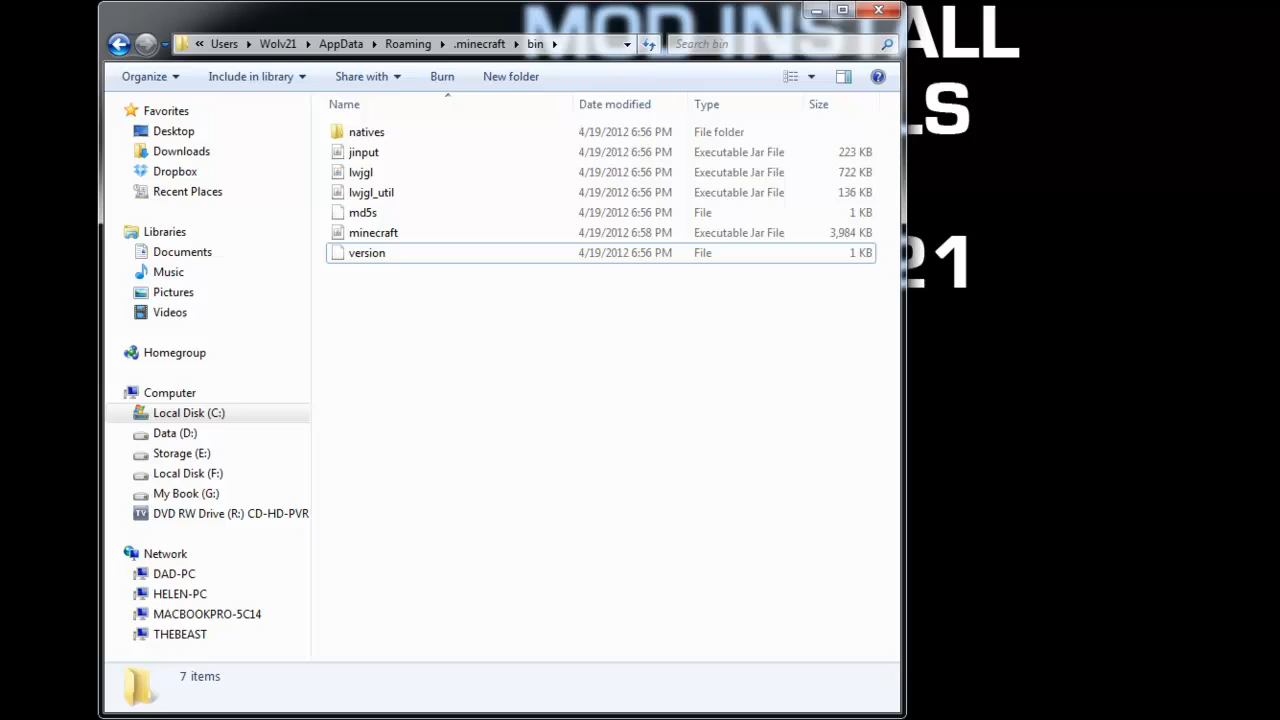 MOD INSTALL
LS
21
« Users Wolv21 AppData Roaming .minecraft bin
Search bin
Organize Include in library Share with Burn New folder
Name Date modified Type Size
natives 4/19/2012 6:56 PM File folder
jinput 4/19/2012 6:56 PM Executable Jar File 223 KB
lwjgl 4/19/2012 6:56 PM Executable Jar File 722 KB
lwjgl_util 4/19/2012 6:56 PM Executable Jar File 136 KB
md5s 4/19/2012 6:56 PM File 1 KB
minecraft 4/19/2012 6:58 PM Executable Jar File 3,984 KB
version 4/19/2012 6:56 PM File 1 KB
Favorites
Desktop
Downloads
Dropbox
Recent Places
Libraries
Documents
Music
Pictures
Videos
Homegroup
Computer
Local Disk (C:)
Data (D:)
Storage (E:)
Local Disk (F:)
My Book (G:)
TV DVD RW Drive (R:) CD-HD-PVR
Network
DAD-PC
HELEN-PC
MACBOOKPRO-5C14
THEBEAST
7 items